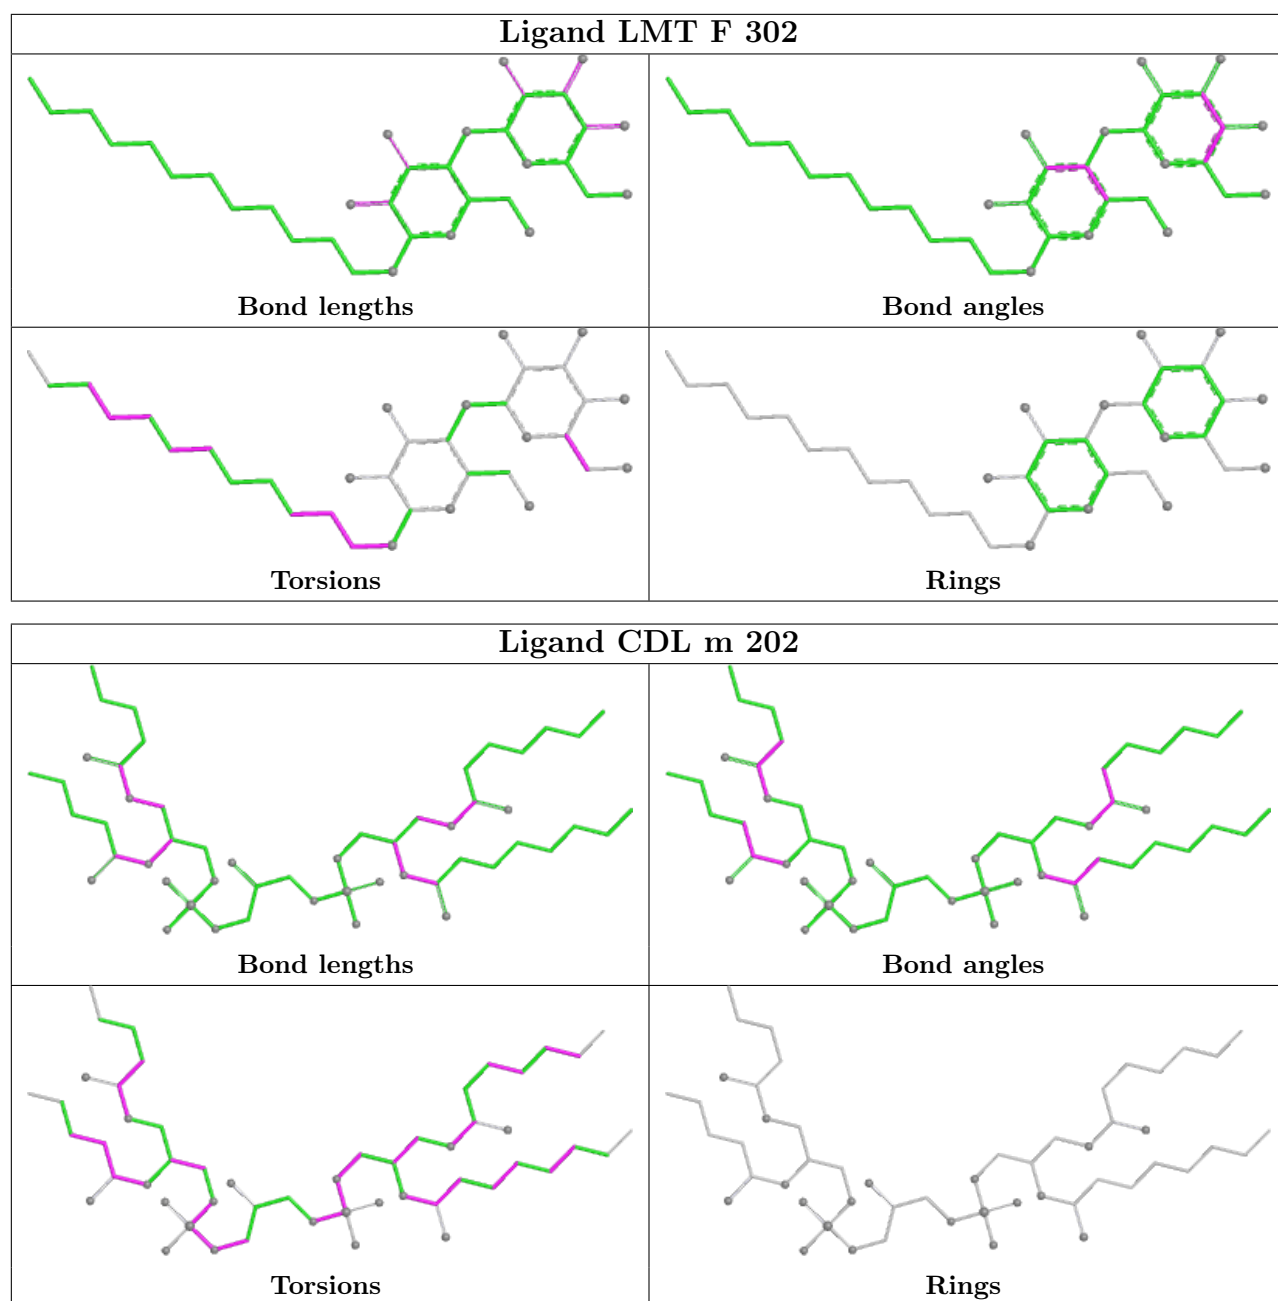 Ligand LMT F 302
Bond lengths
Bond angles
Torsions
Rings
Ligand CDL m 202
Bond lengths
Bond angles
Torsions
Rings